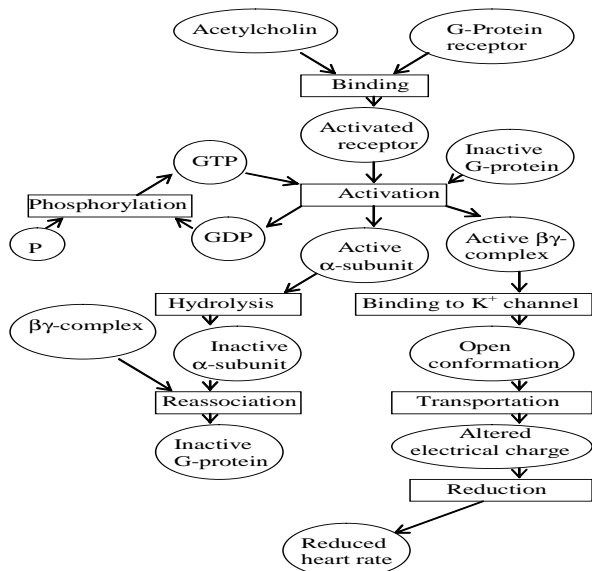 Acetylcholin
G-Protein
receptor
Binding
Activated
receptor
Inactive
G-protein
GTP
Phosphorylation
Activation
P
GDP
Active
α-subunit
Active βγ-
complex
Hydrolysis
Binding to K⁺ channel
βγ-complex
Inactive
α-subunit
Open
conformation
Reassociation
Transportation
Inactive
G-protein
Altered
electrical charge
Reduction
Reduced
heart rate